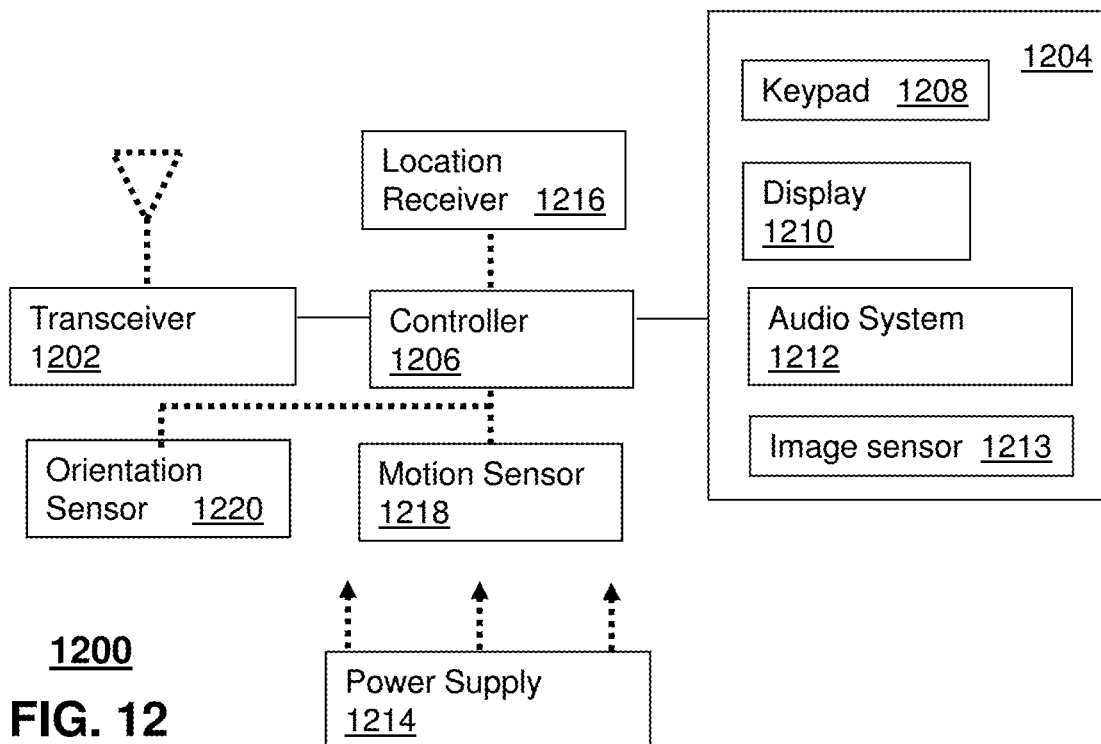 1204
Keypad 1208
Location
Receiver 1216
Display
1210
Transceiver
1202
Controller
1206
Audio System
1212
Orientation
Sensor 1220
Motion Sensor
1218
Image sensor 1213
1200
FIG. 12
Power Supply
1214